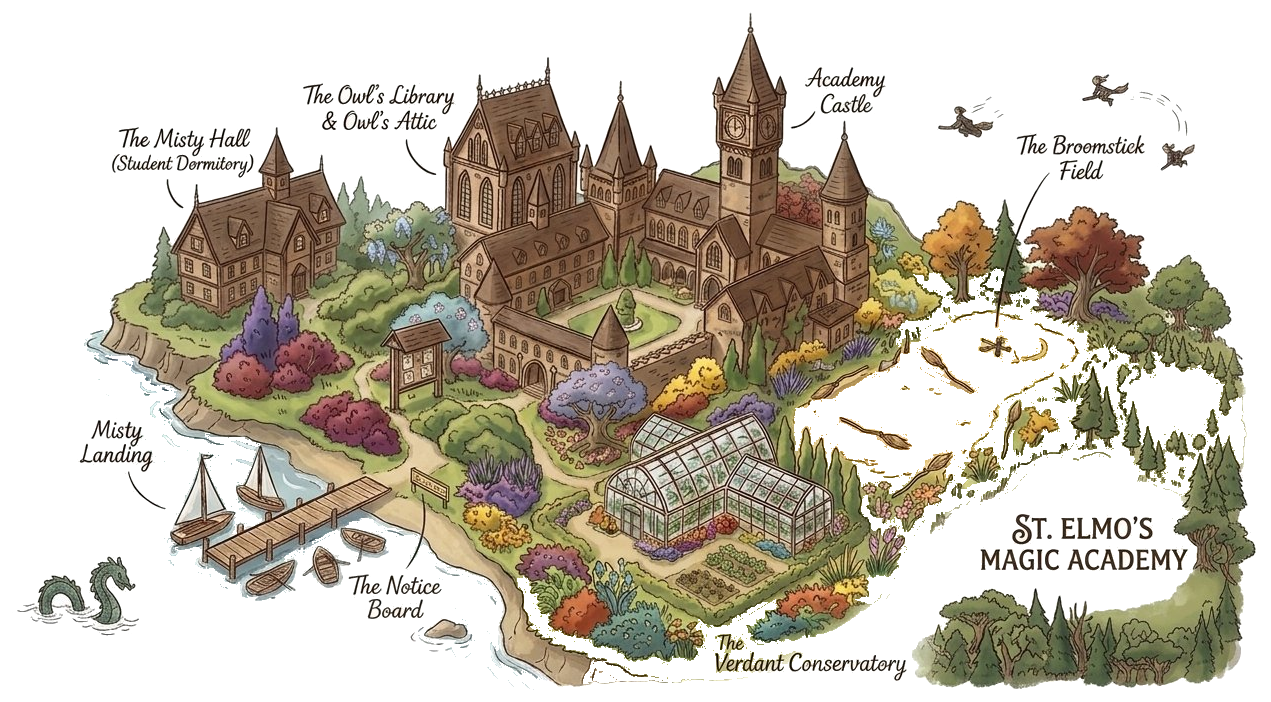 The Owl's Library
& Owl's Attic
Academy
Castle
The Misty Hall
(Student Dormitory)
The Broomstick
Field
Misty
Landing
The Notice
Board
ST. ELMO'S
MAGIC ACADEMY
The
Verdant Conservatory